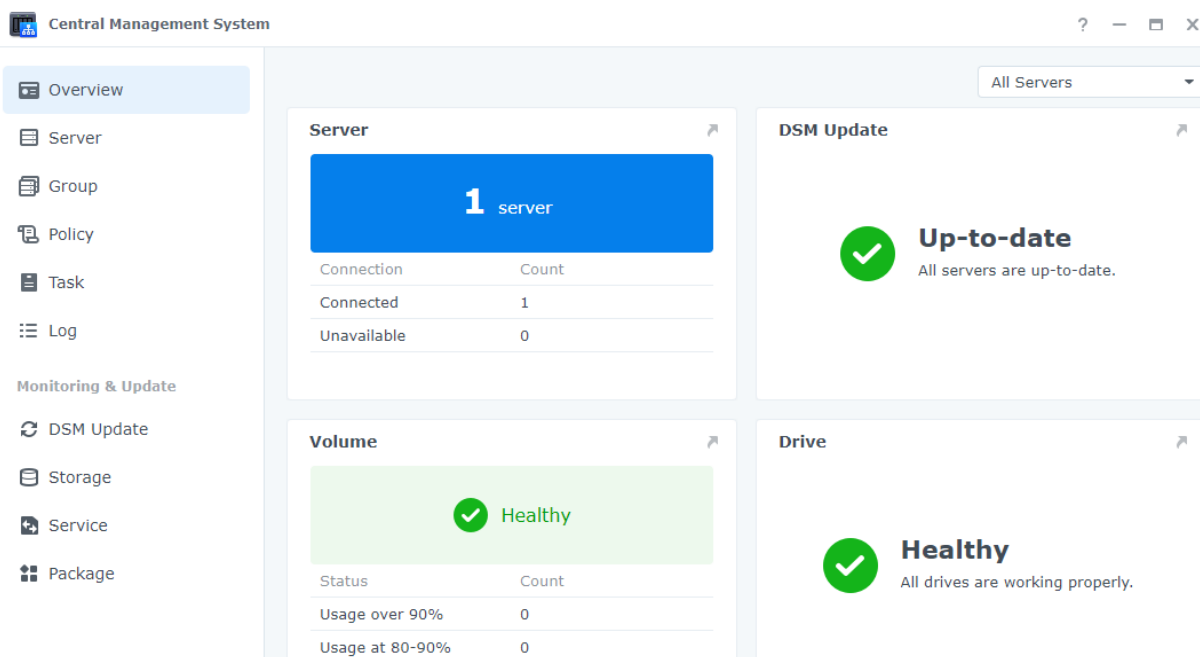 Central Management System
?
Overview
Server
Group
Policy
Task
Log
Monitoring & Update
DSM Update
Storage
Service
Package
All Servers
Server
1 server
Connection Count
Connected 1
Unavailable 0
DSM Update
Up-to-date
All servers are up-to-date.
Volume
Healthy
Status Count
Usage over 90% 0
Usage at 80-90% 0
Drive
Healthy
All drives are working properly.